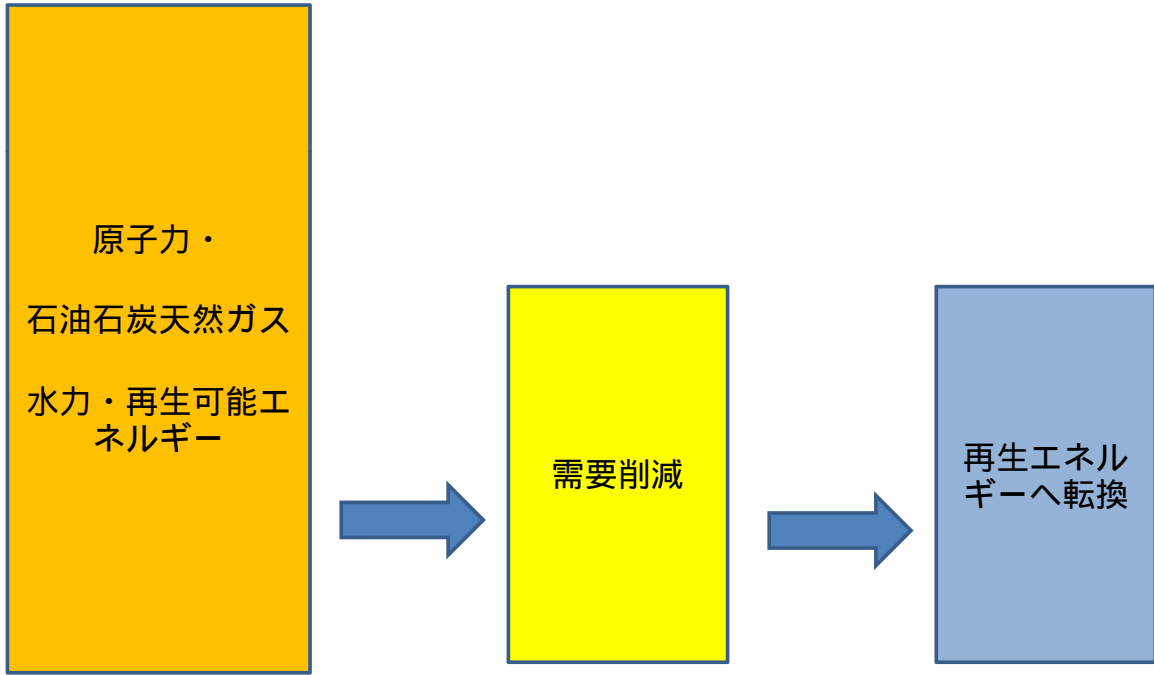 原子力・
石油石炭天然ガス
水力・再生可能エ
ネルギー
需要削減
再生エネル
ギーへ転換